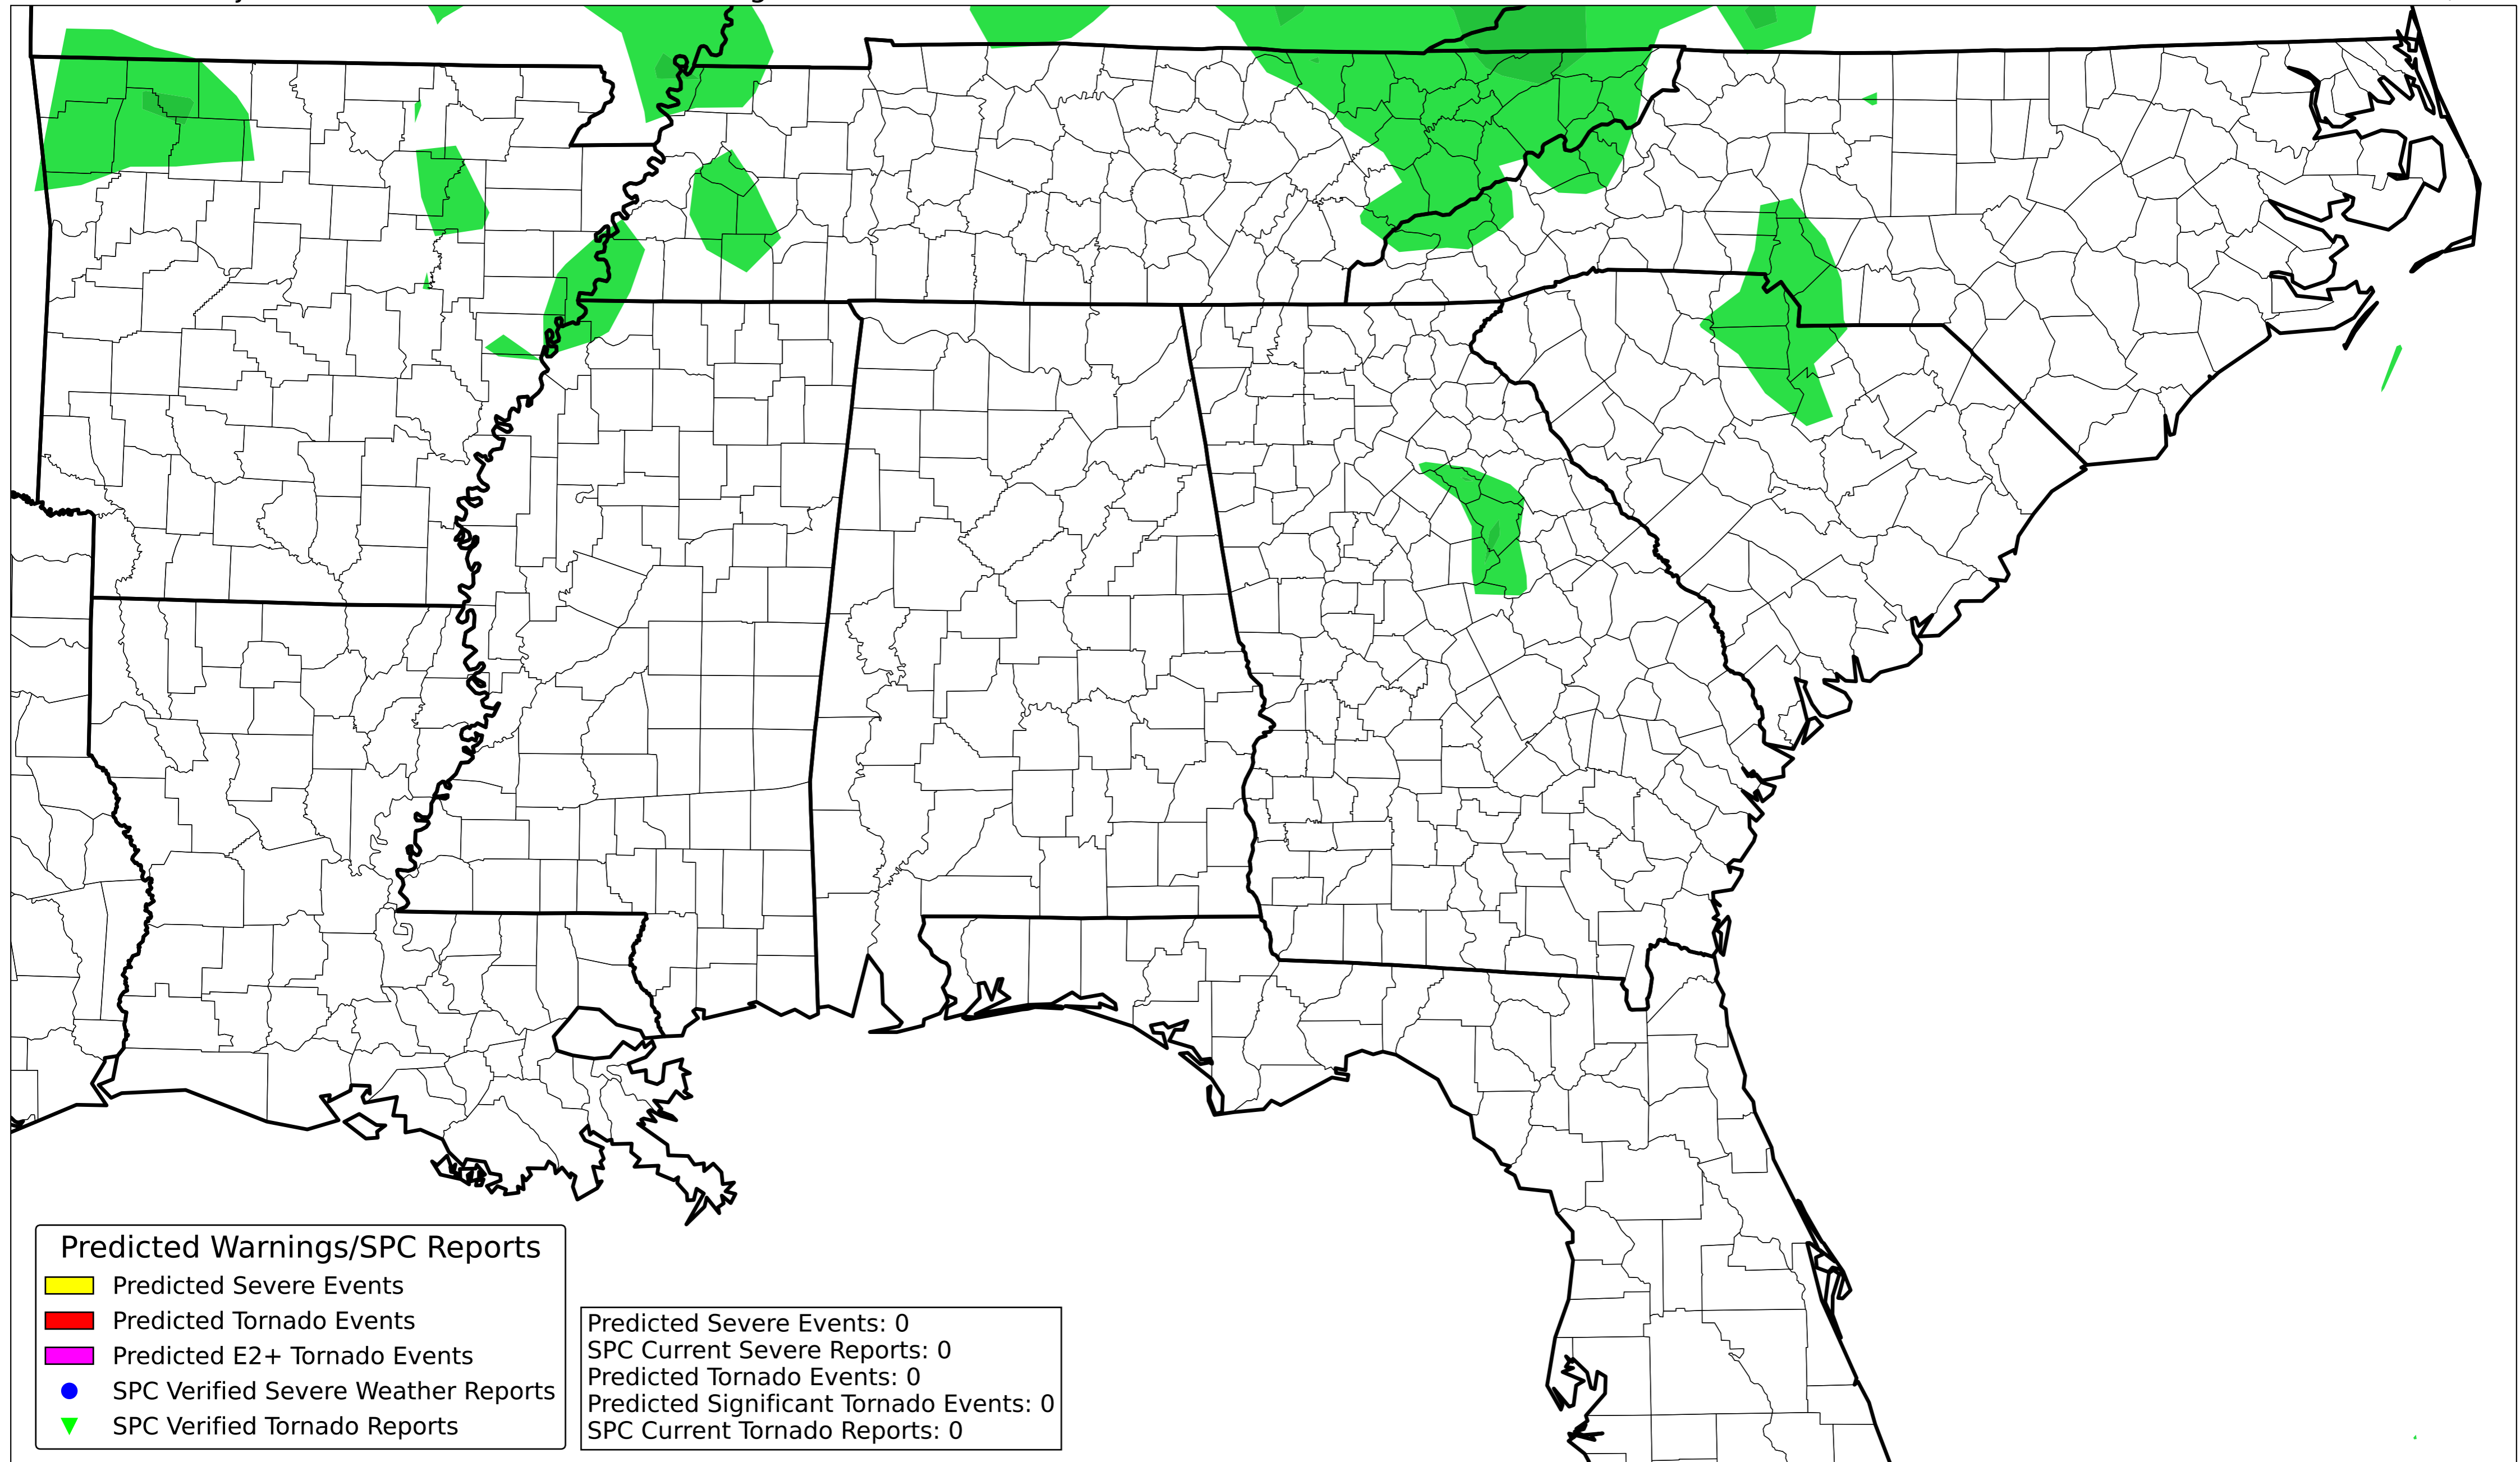 Predicted Warnings/SPC Reports
Predicted Severe Events
Predicted Tornado Events
Predicted E2+ Tornado Events
SPC Verified Severe Weather Reports
SPC Verified Tornado Reports
Predicted Severe Events: 0
SPC Current Severe Reports: 0
Predicted Tornado Events: 0
Predicted Significant Tornado Events: 0
SPC Current Tornado Reports: 0